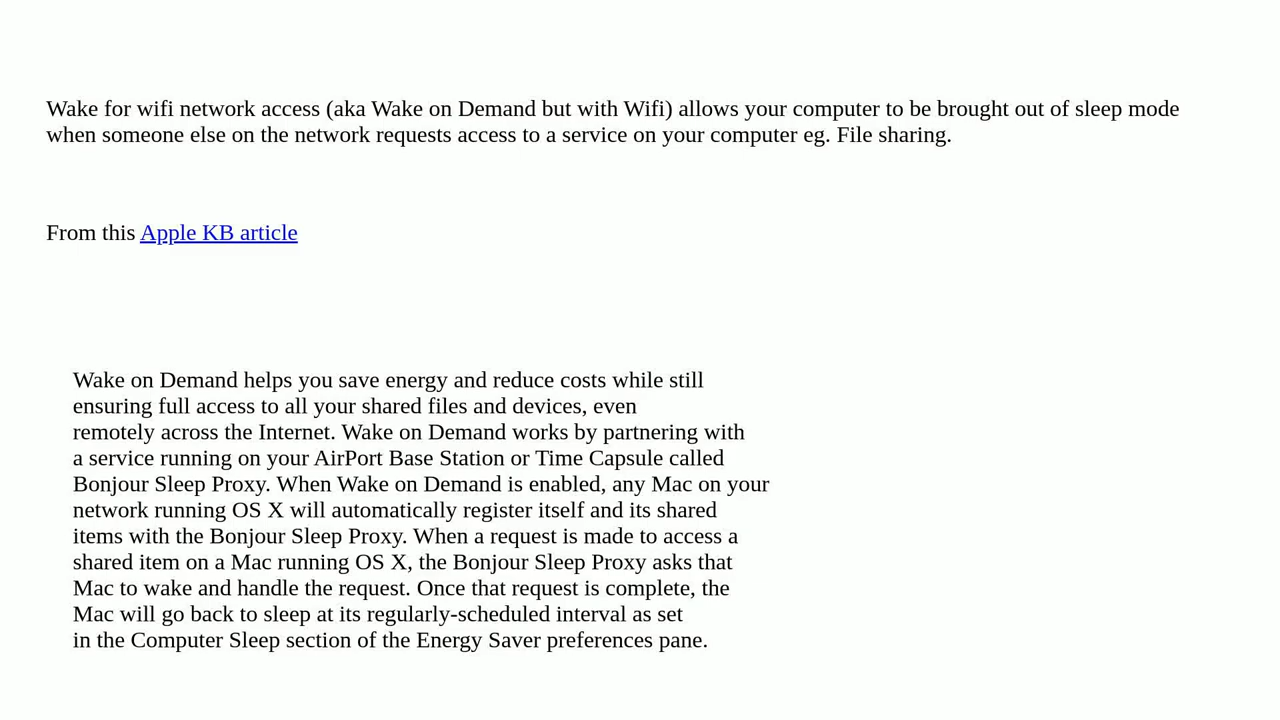 Wake for wifi network access (aka Wake on Demand but with Wifi) allows your computer to be brought out of sleep mode
when someone else on the network requests access to a service on your computer eg. File sharing.
From this Apple KB article
Wake on Demand helps you save energy and reduce costs while still
ensuring full access to all your shared files and devices, even
remotely across the Internet. Wake on Demand works by partnering with
a service running on your AirPort Base Station or Time Capsule called
Bonjour Sleep Proxy. When Wake on Demand is enabled, any Mac on your
network running OS X will automatically register itself and its shared
items with the Bonjour Sleep Proxy. When a request is made to access a
shared item on a Mac running OS X, the Bonjour Sleep Proxy asks that
Mac to wake and handle the request. Once that request is complete, the
Mac will go back to sleep at its regularly-scheduled interval as set
in the Computer Sleep section of the Energy Saver preferences pane.